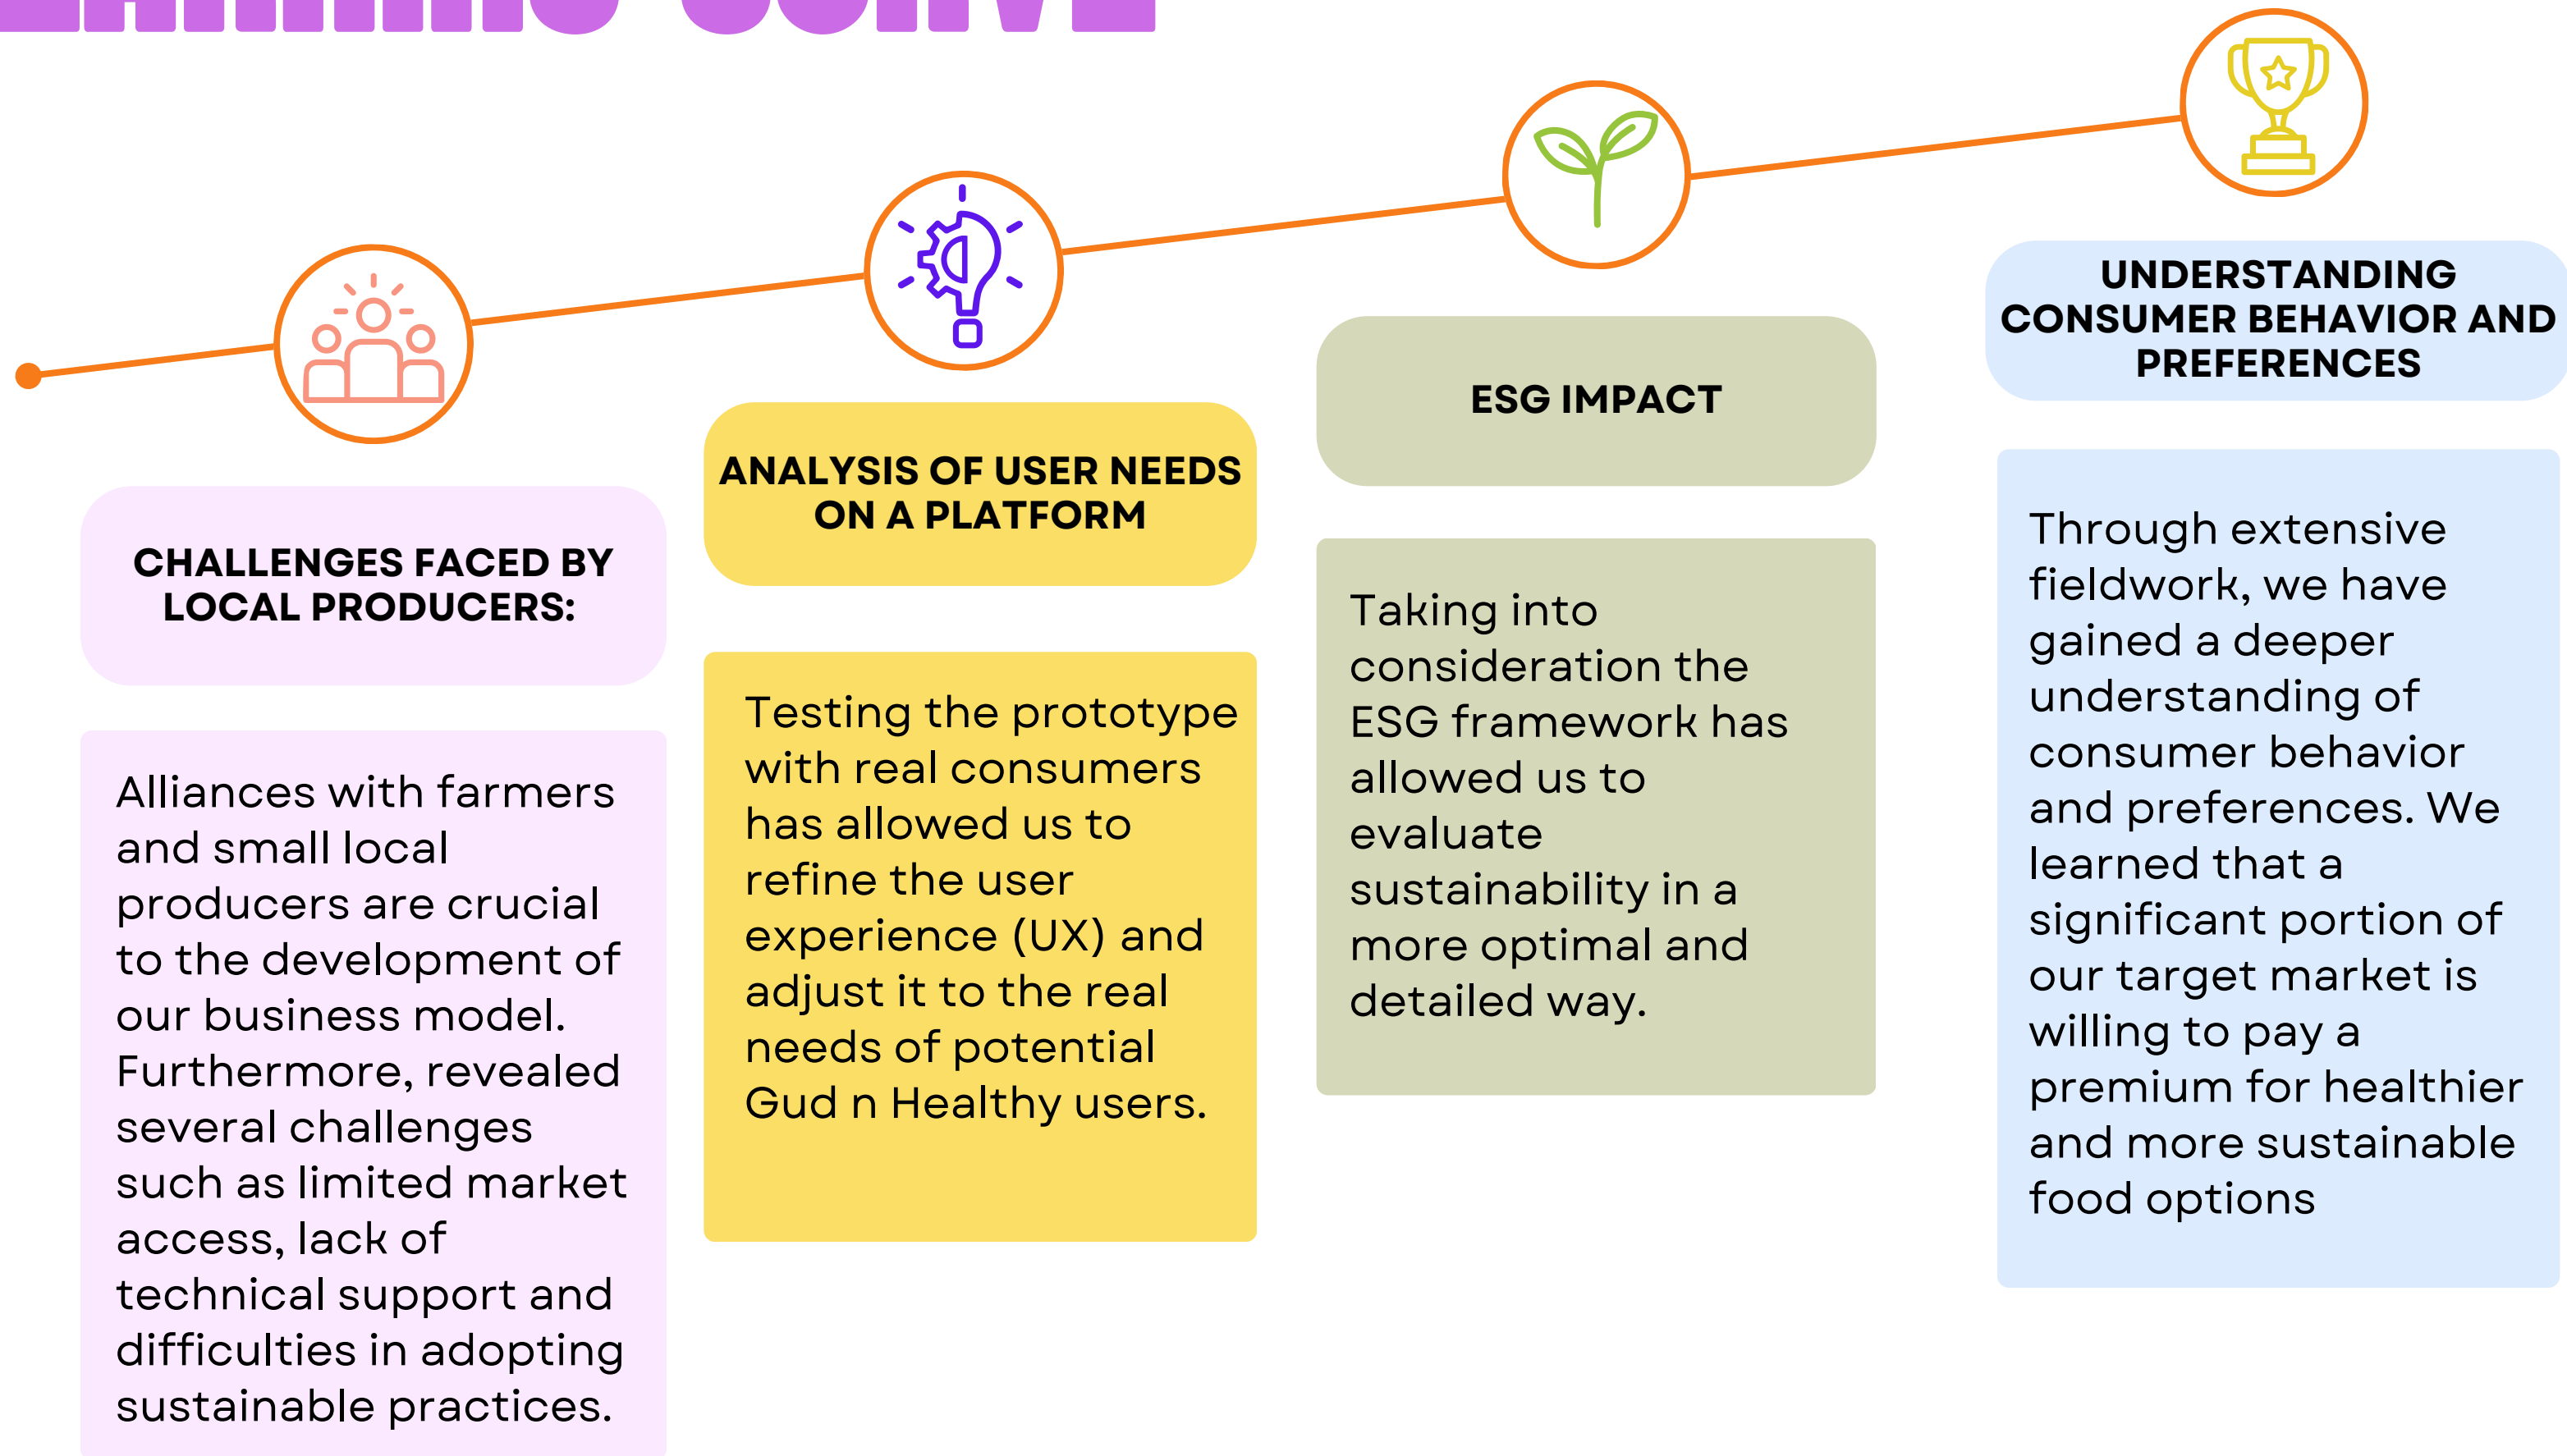 CHALLENGES FACED BY
LOCAL PRODUCERS:
Alliances with farmers
and small local
producers are crucial
to the development of
our business model.
Furthermore, revealed
several challenges
such as limited market
access, lack of
technical support and
difficulties in adopting
sustainable practices.
ANALYSIS OF USER NEEDS
ON A PLATFORM
Testing the prototype
with real consumers
has allowed us to
refine the user
experience (UX) and
adjust it to the real
needs of potential
Gud n Healthy users.
ESG IMPACT
Taking into
consideration the
ESG framework has
allowed us to
evaluate
sustainability in a
more optimal and
detailed way.
UNDERSTANDING
CONSUMER BEHAVIOR AND
PREFERENCES
Through extensive
fieldwork, we have
gained a deeper
understanding of
consumer behavior
and preferences. We
learned that a
significant portion of
our target market is
willing to pay a
premium for healthier
and more sustainable
food options